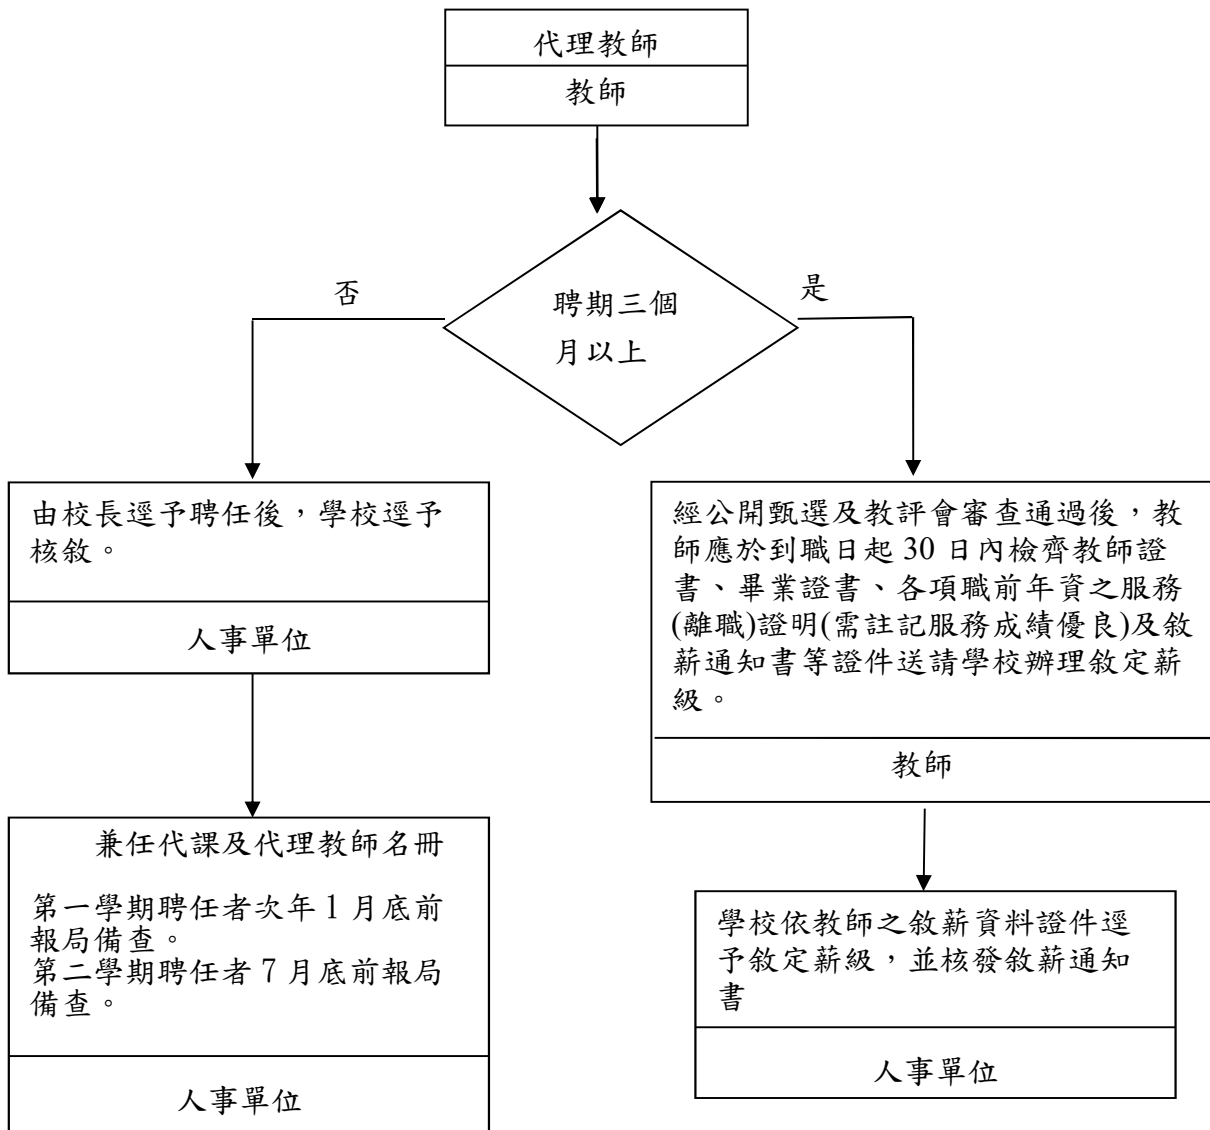 代理教師
教師
否
是
聘期三個
月以上
由校長逕予聘任後，學校逕予
核敘。
人事單位
經公開甄選及教評會審查通過後，教
師應於到職日起 30 日內檢齊教師證
書、畢業證書、各項職前年資之服務
(離職)證明(需註記服務成績優良)及敘
薪通知書等證件送請學校辦理敘定薪
級。
教師
兼任代課及代理教師名冊
第一學期聘任者次年 1 月底前
報局備查。
第二學期聘任者 7 月底前報局
備查。
人事單位
學校依教師之敘薪資料證件逕
予敘定薪級，並核發敘薪通知
書
人事單位